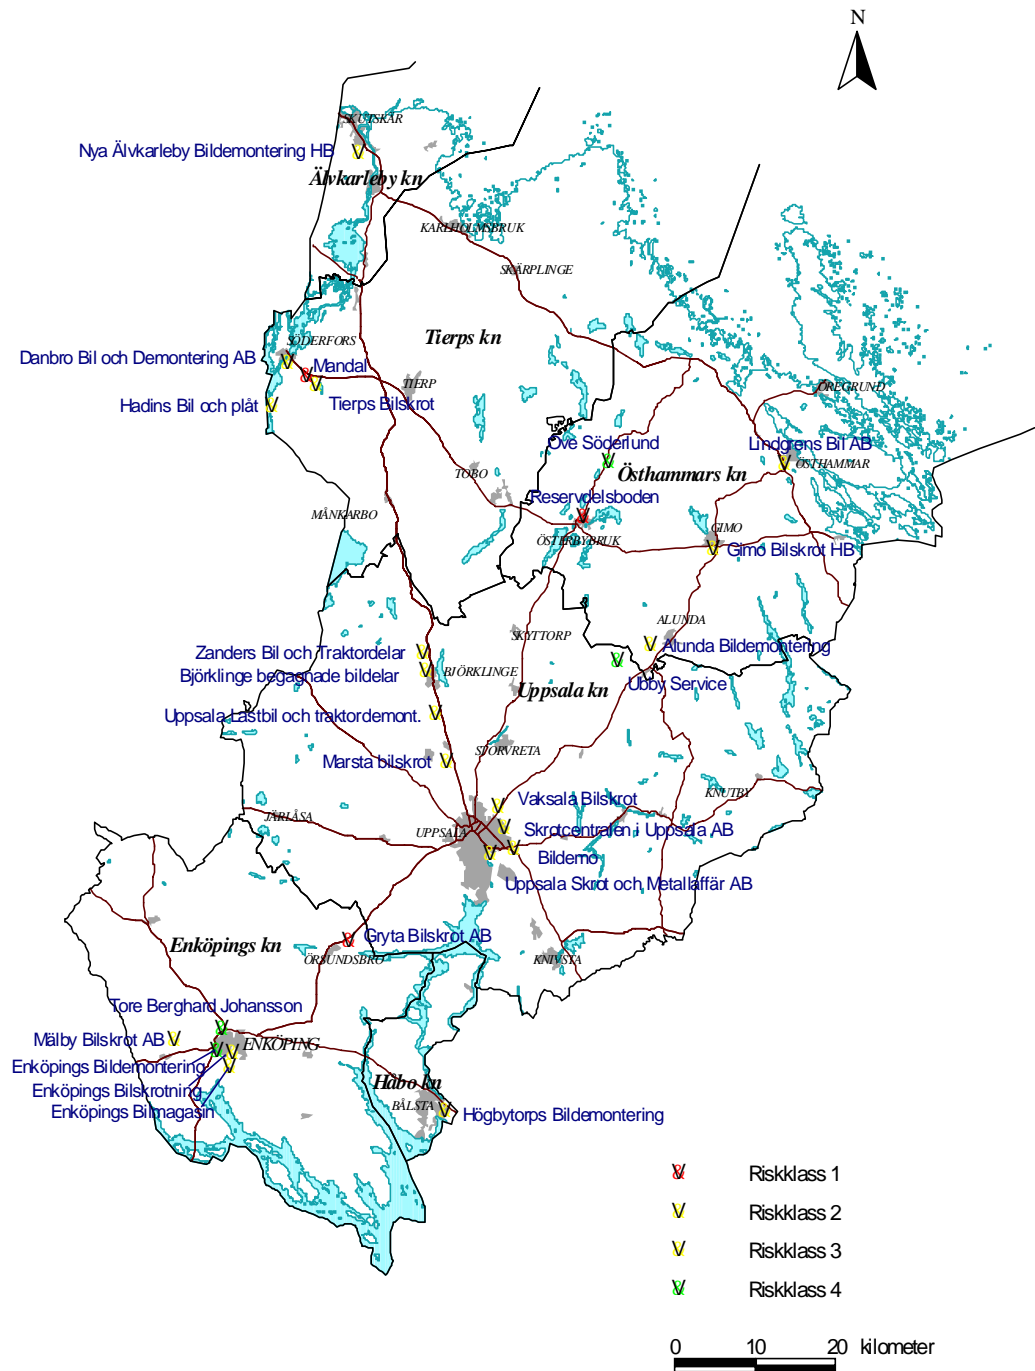 N
SKUTSKÄR
Nya Älvkarleby Bildemontering HB
Älvkarleby kn
KARLHOLMSBRUK
SKÄRPLINGE
SÖDERFORS
Tierps kn
Danbro Bil och Demontering AB
Mandal
TIERP
ÖREGRUND
Hadins Bil och plåt
Tierps Bilskrot
Ove Söderlund
Lindgrens Bil AB
ÖSTHAMMAR
TOBO
Östhammars kn
Reservdelsboden
MÅNKARBO
ÖSTERBYBRUK
GIMO
Gimo Bilskrot HB
SKYTTORP
ALUNDA
Zanders Bil och Traktordelar
Alunda Bildemontering
Björklinge begagnade bildelar
BJÖRKLINGE
Ubby Service
Uppsala kn
Uppsala Lastbil och traktordemont.
STORVRETA
Marsta bilskrot
KNUTBY
Vaksala Bilskrot
JÄRLÅSA
UPPSALA
Skrotcentralen i Uppsala AB
Bildemo
Uppsala Skrot och Metallaffär AB
Enköpings kn
Gryta Bilskrot AB
ÖRSUNDSBRO
KNIVSTA
Tore Berghard Johansson
Mälby Bilskrot AB
ENKÖPING
Enköpings Bildemontering
Enköpings Bilskrotning
Håbo kn
Enköpings Bilmagasin
BÅLSTA
Högbytorps Bildemontering
Riskklass 1
Riskklass 2
Riskklass 3
Riskklass 4
0 10 20 kilometer